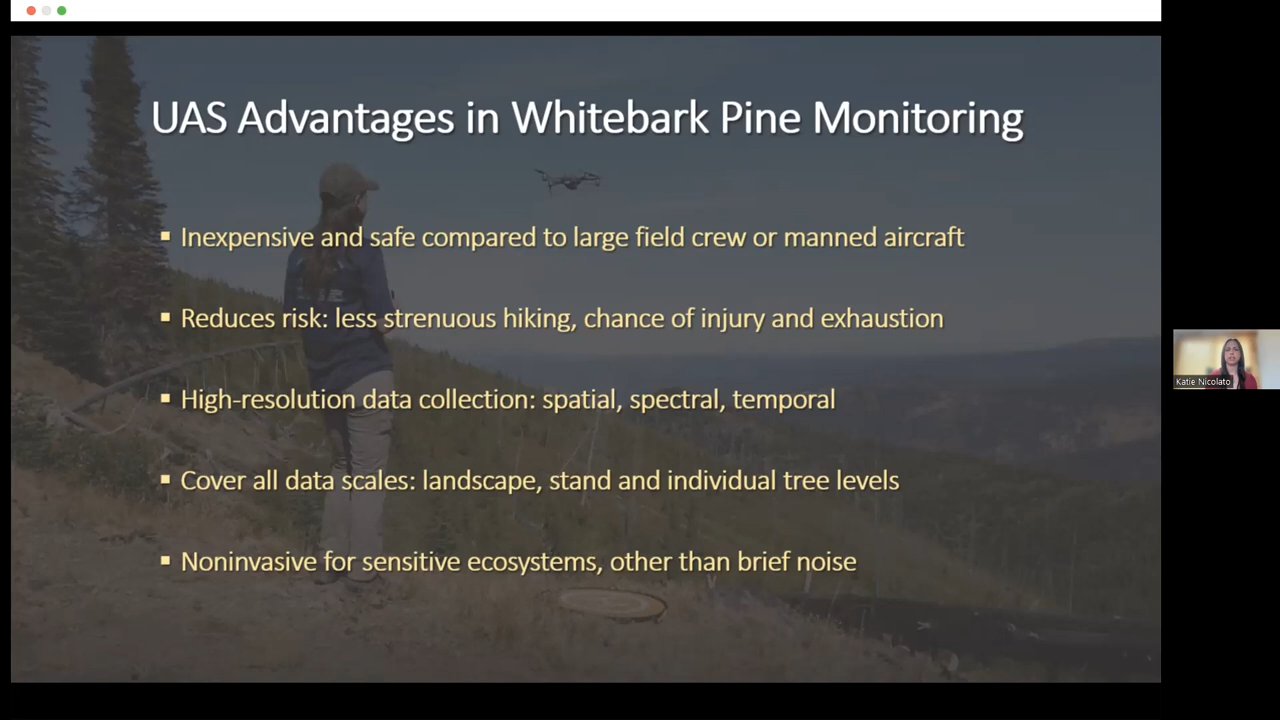 UAS Advantages in Whitebark Pine Monitoring
▪ Inexpensive and safe compared to large field crew or manned aircraft
▪ Reduces risk: less strenuous hiking, chance of injury and exhaustion
▪ High-resolution data collection: spatial, spectral, temporal
▪ Cover all data scales: landscape, stand and individual tree levels
▪ Noninvasive for sensitive ecosystems, other than brief noise
Katie Nicolato